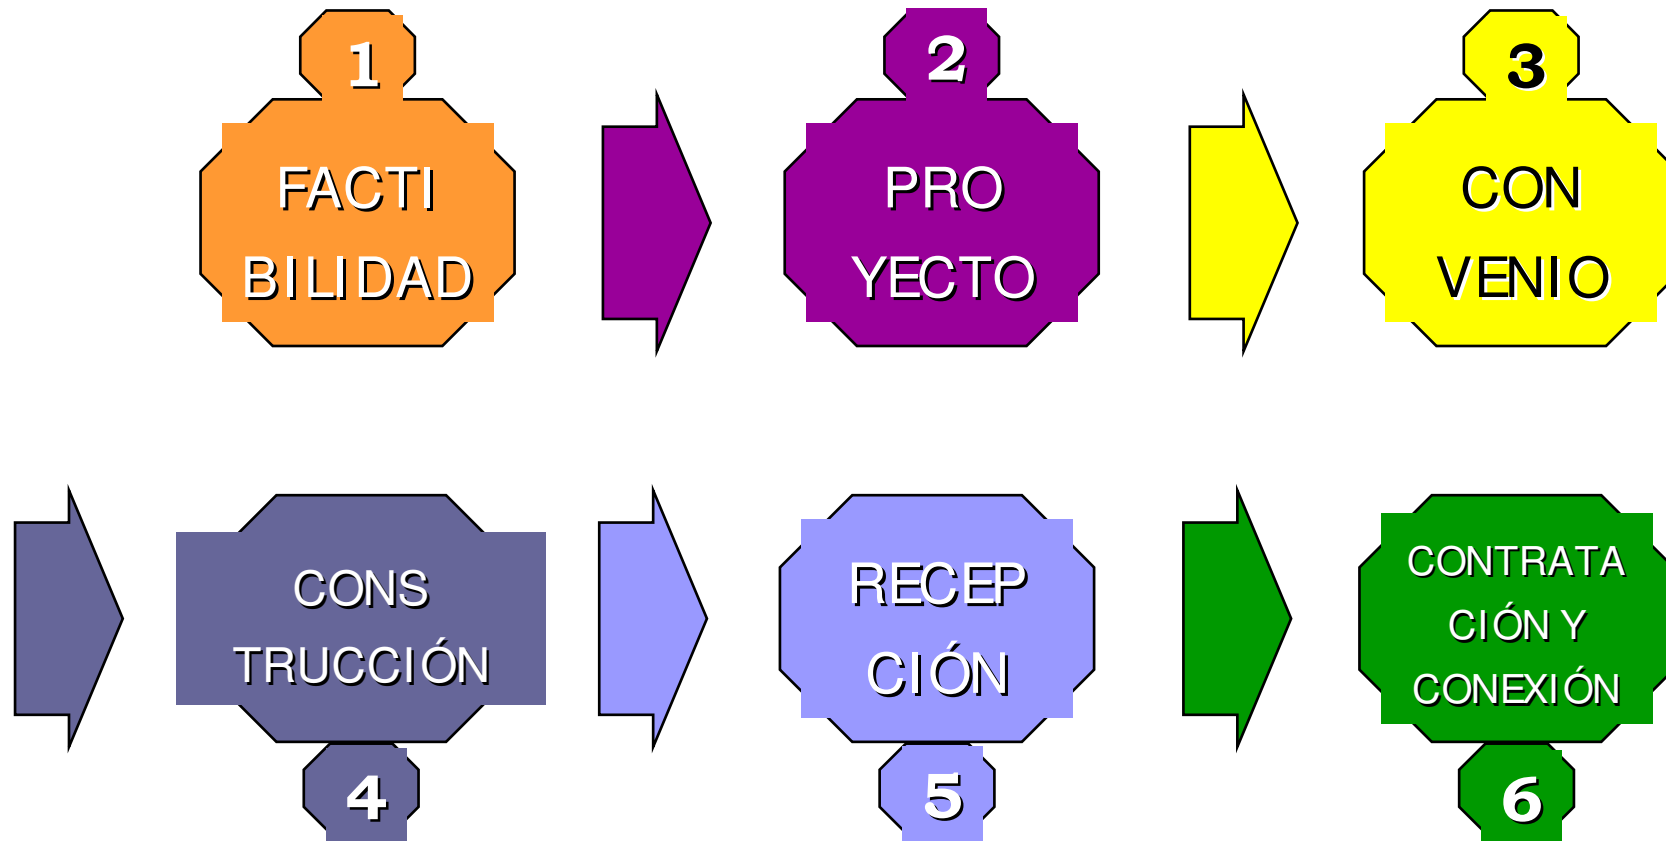 1
FACTI
BILIDAD
2
PRO
YECTO
3
CON
VENIO
CONS
TRUCCIÓN
4
RECEP
CIÓN
5
CONTRATA
CIÓN Y
CONEXIÓN
6